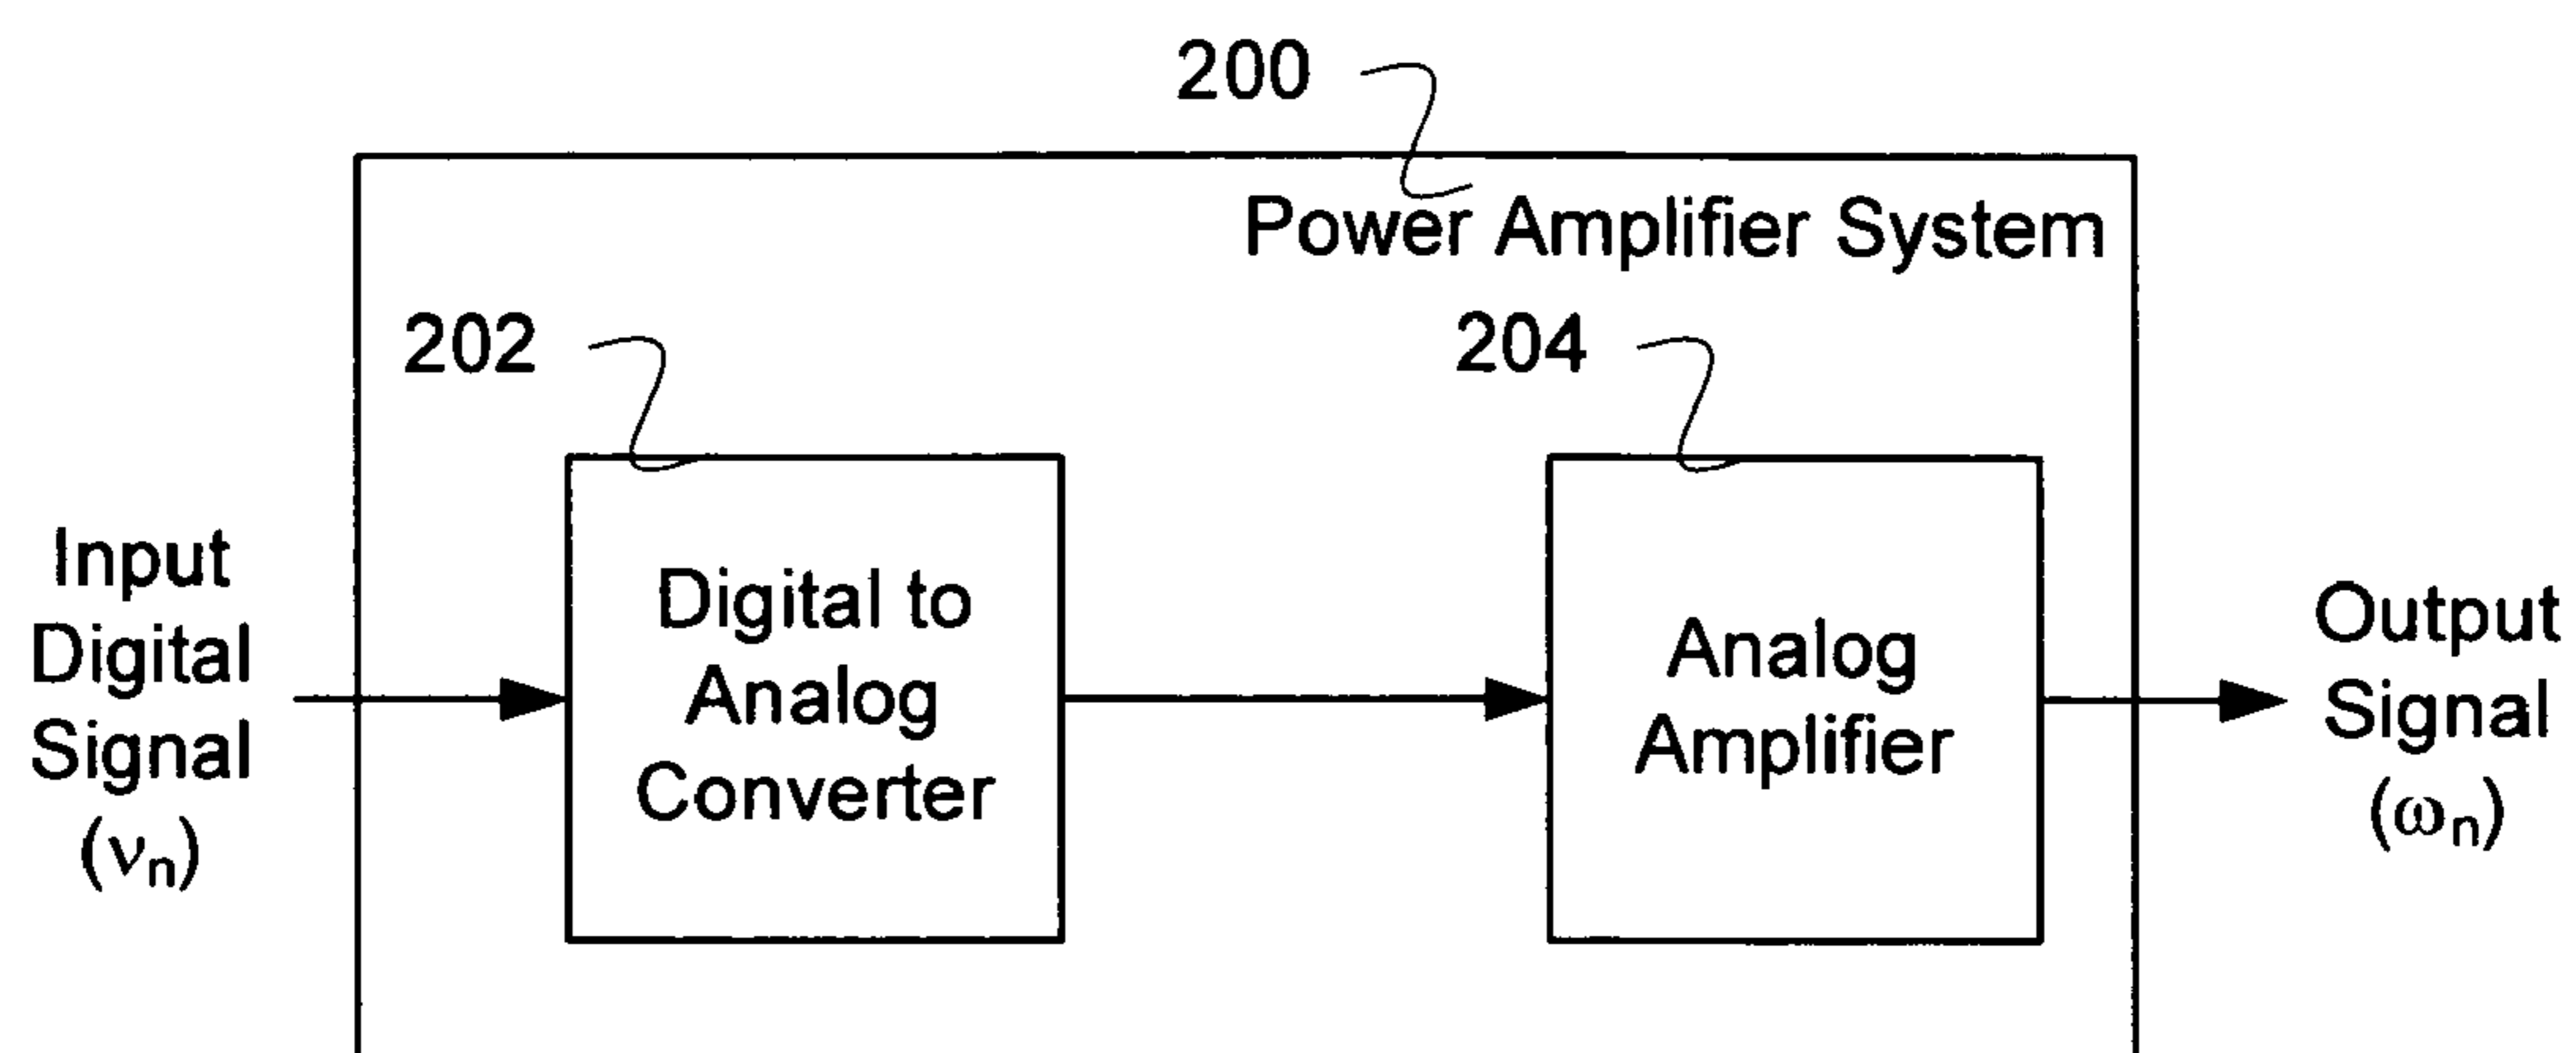 200
Power Amplifier System
202
204
Input
Digital
Signal
(νn)
Digital to
Analog
Converter
Analog
Amplifier
Output
Signal
(ωn)